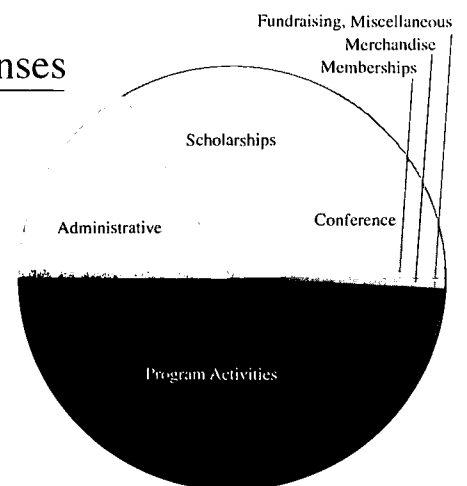 Fundraising, Miscellaneous
Merchandise
Memberships
nses
Scholarships
Administrative
Conference
Program Activities